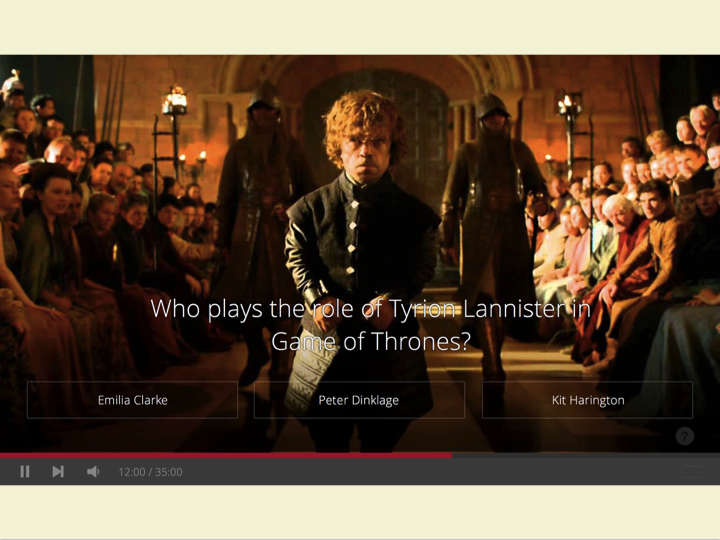 Who plays the role of Tyrion Lannister in
Game of Thrones?
Emilia Clarke
Peter Dinklage
Kit Harington
?
12:00 / 35:00